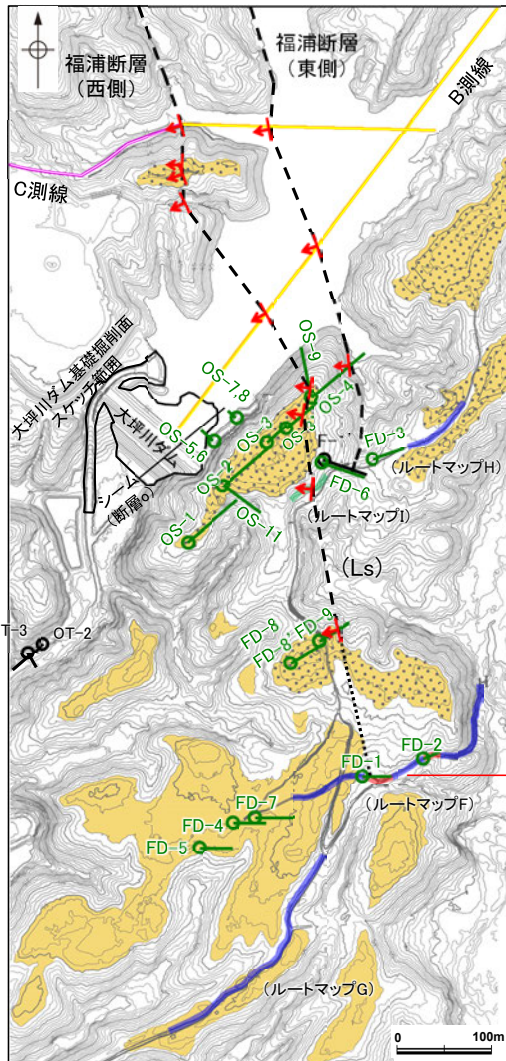 福浦断層
(西側)
福浦断層
(東側)
B測線
C測線
大坪川ダム基礎掘削面
スケッチ範囲
大坪川ダム
シーム
(断層o)
OS-9
OS-4
OS-7,8
OS-3
OS-5,6
OS-2
OS-1
OS-11
FD-3
FD-6
(ルートマップH)
(ルートマップI)
(Ls)
T-3
OT-2
FD-8
FD-8'
FD-9
FD-1
FD-2
(ルートマップF)
FD-7
FD-4
FD-5
(ルートマップG)
0
100m